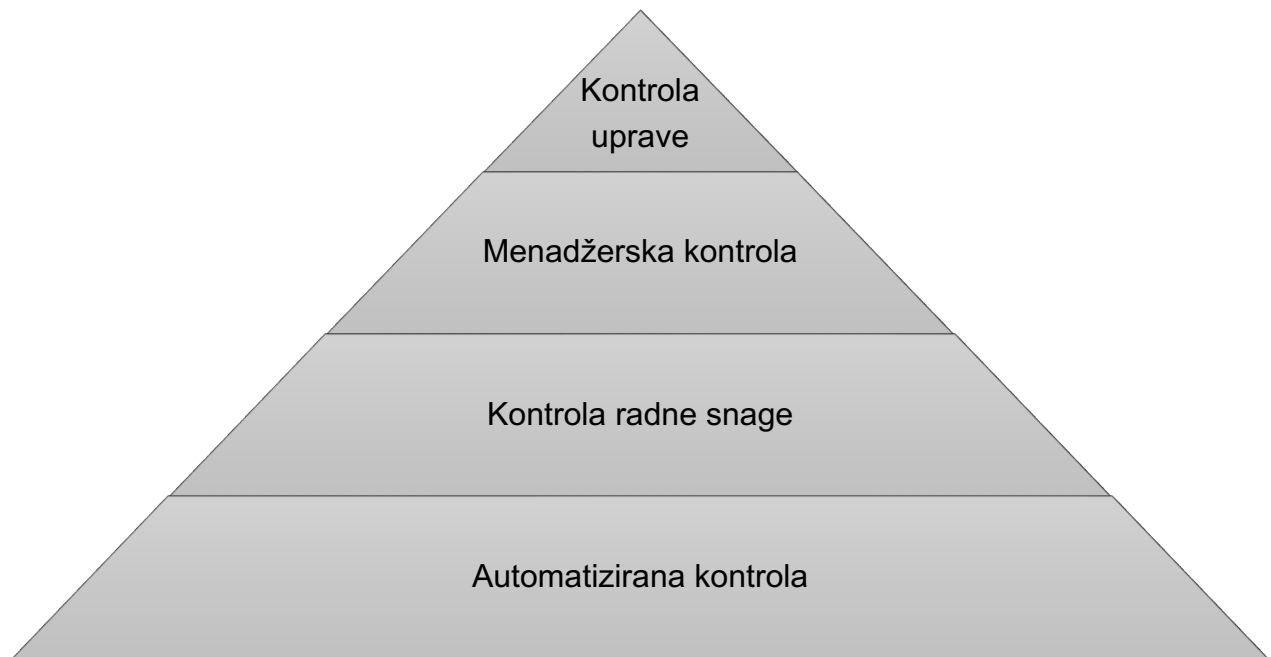 Kontrola
uprave
Menadžerska kontrola
Kontrola radne snage
Automatizirana kontrola